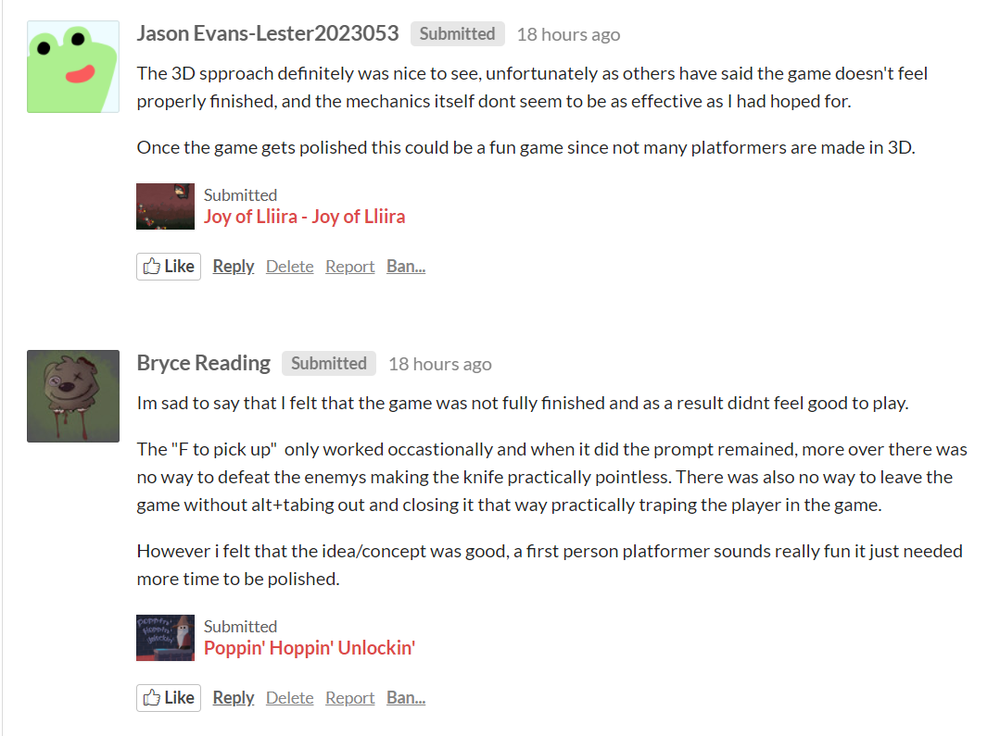 Jason Evans-Lester2023053 Submitted 18 hours ago
The 3D spproach definitely was nice to see, unfortunately as others have said the game doesn't feel
properly finished, and the mechanics itself dont seem to be as effective as I had hoped for.
Once the game gets polished this could be a fun game since not many platformers are made in 3D.
Submitted
Joy of Lliira - Joy of Lliira
Like Reply Delete Report Ban...
Bryce Reading Submitted 18 hours ago
Im sad to say that I felt that the game was not fully finished and as a result didnt feel good to play.
The "F to pick up" only worked occastionally and when it did the prompt remained, more over there was
no way to defeat the enemys making the knife practically pointless. There was also no way to leave the
game without alt+tabing out and closing it that way practically traping the player in the game.
However i felt that the idea/concept was good, a first person platformer sounds really fun it just needed
more time to be polished.
Poppin'
Hoppin'
Unlockin'
Submitted
Poppin' Hoppin' Unlockin'
Like Reply Delete Report Ban...